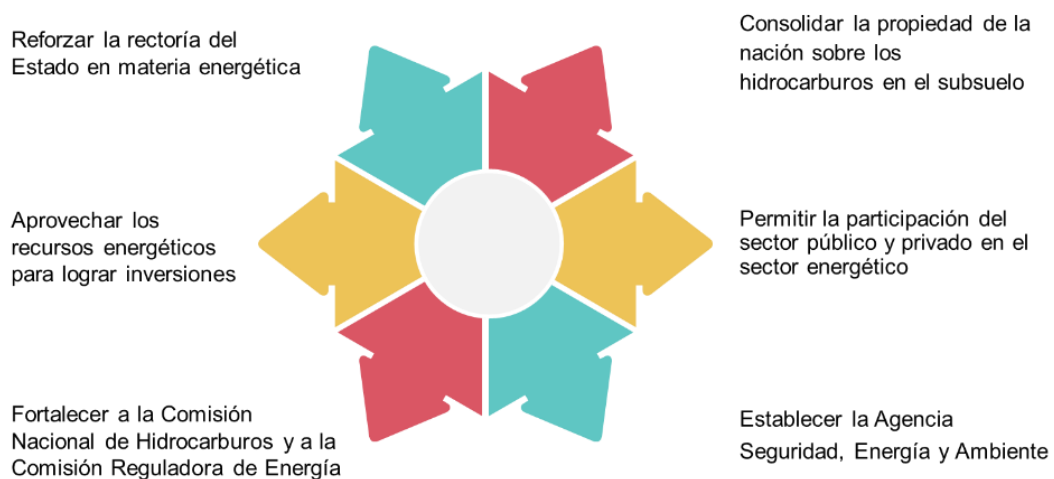 Reforzar la rectoría del
Estado en materia energética
Consolidar la propiedad de la
nación sobre los
hidrocarburos en el subsuelo
Aprovechar los
recursos energéticos
para lograr inversiones
Permitir la participación del
sector público y privado en el
sector energético
Fortalecer a la Comisión
Nacional de Hidrocarburos y a la
Comisión Reguladora de Energía
Establecer la Agencia
Seguridad, Energía y Ambiente